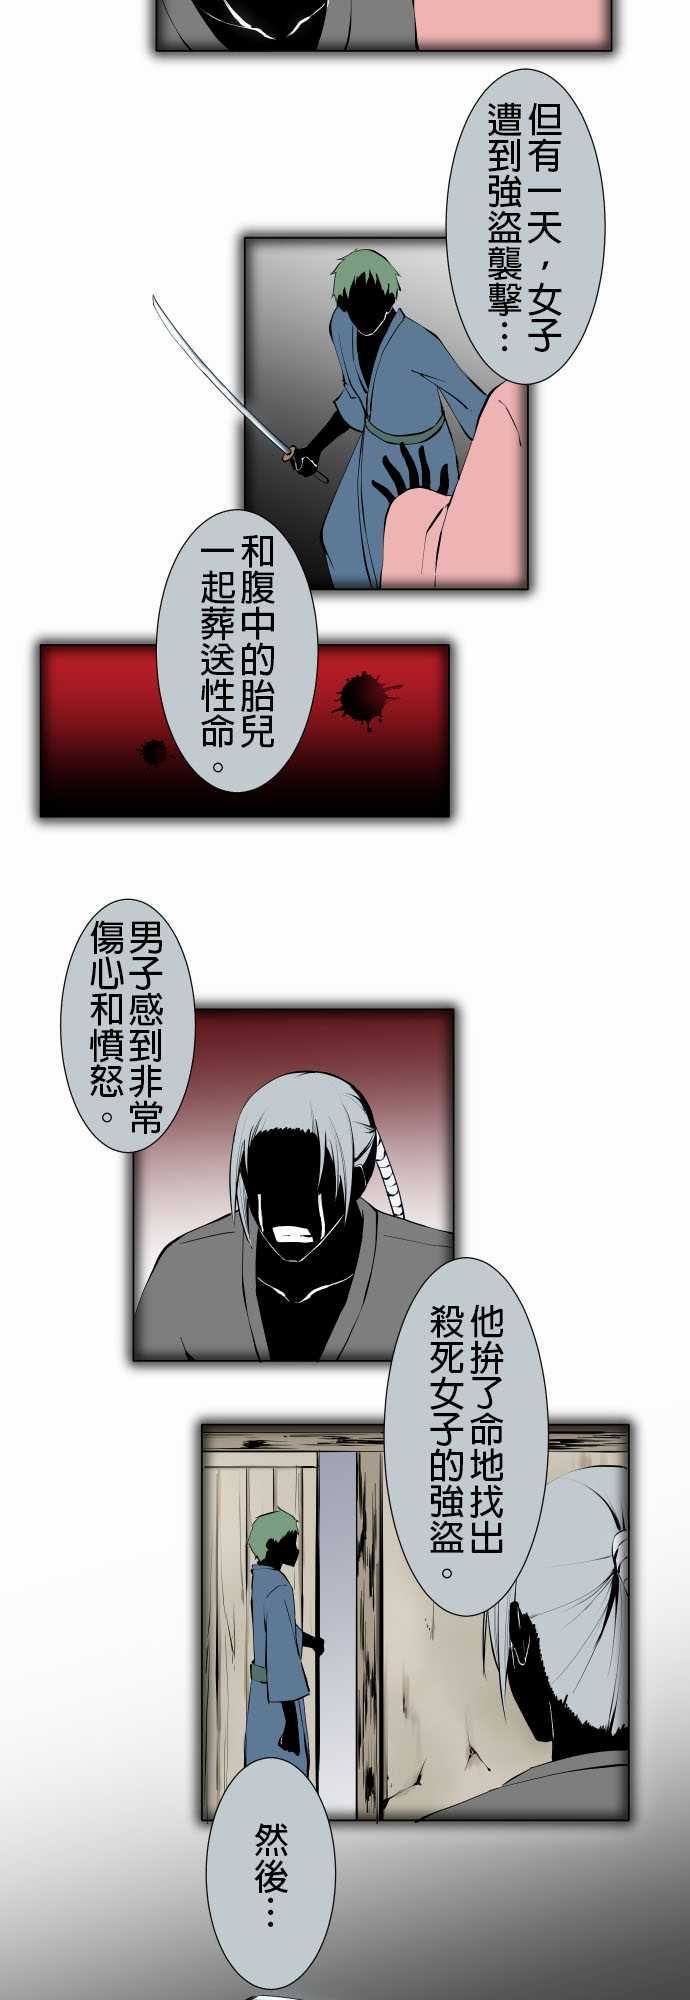 但有一天，女子
遭到強盜襲擊…
和腹中的胎兒
一起葬送性命。
男子感到非常
傷心和憤怒。
他拚了命地找出
殺死女子的強盜。
然後…